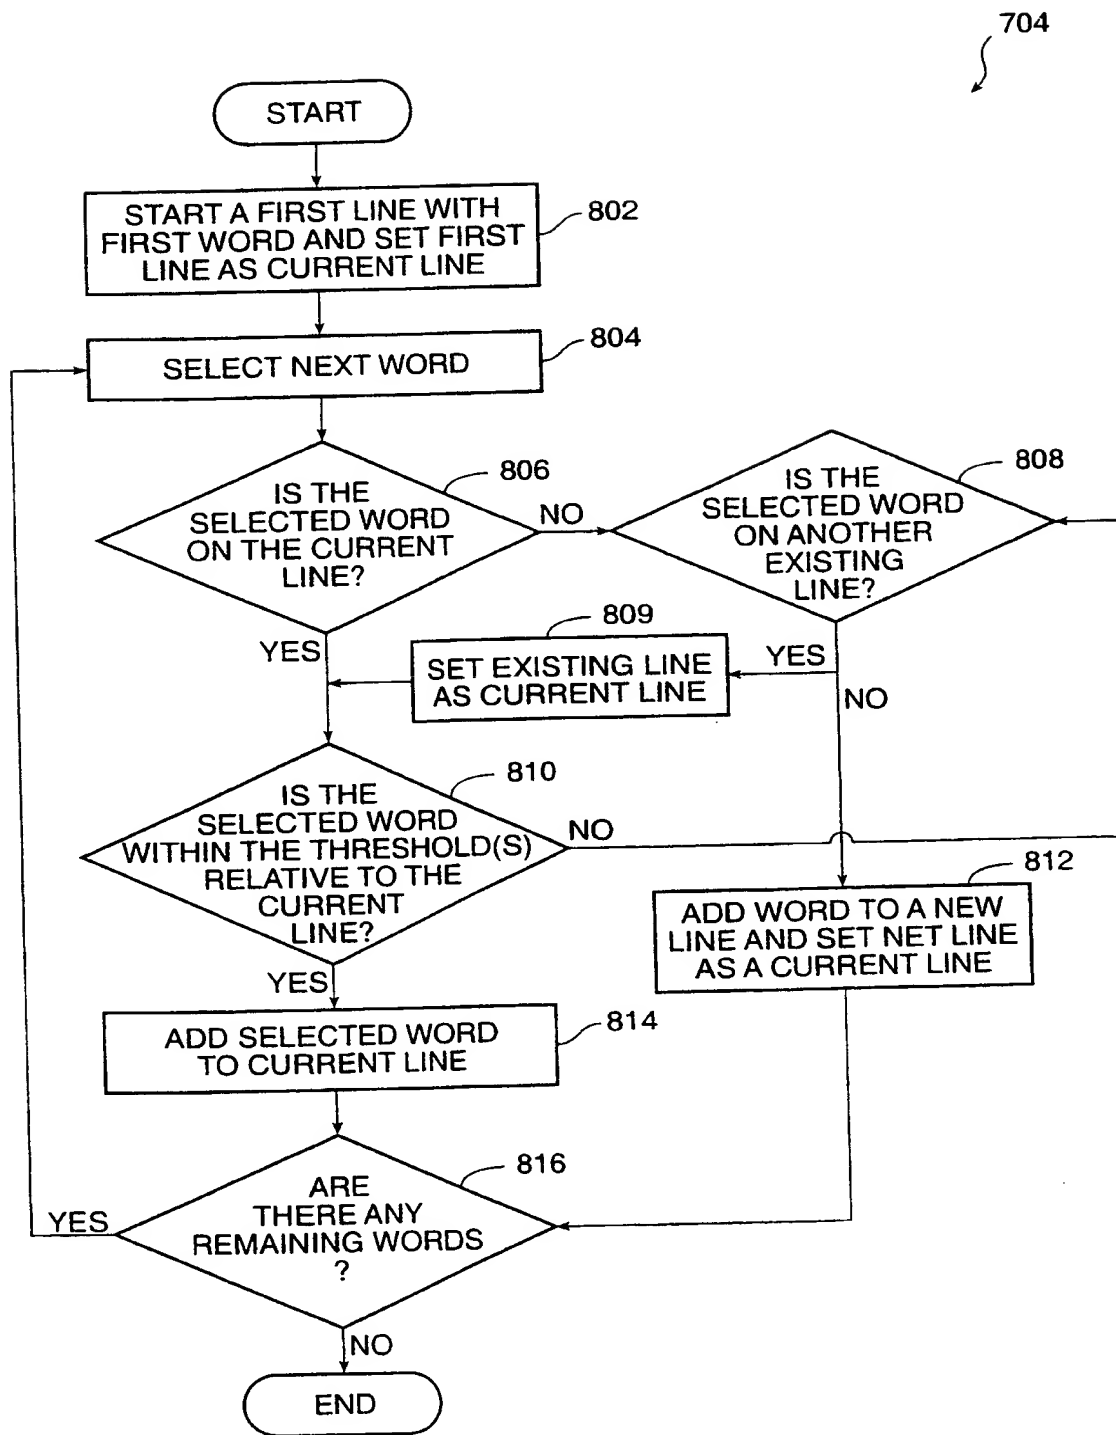 704
START
START A FIRST LINE WITH
FIRST WORD AND SET FIRST
LINE AS CURRENT LINE
802
SELECT NEXT WORD
804
IS THE
SELECTED WORD
ON THE CURRENT
LINE?
806
NO
IS THE
SELECTED WORD
ON ANOTHER
EXISTING
LINE?
808
YES
809
SET EXISTING LINE
AS CURRENT LINE
YES
NO
IS THE
SELECTED WORD
WITHIN THE THRESHOLD(S)
RELATIVE TO THE
CURRENT
LINE?
810
NO
812
ADD WORD TO A NEW
LINE AND SET NET LINE
AS A CURRENT LINE
YES
ADD SELECTED WORD
TO CURRENT LINE
814
ARE
THERE ANY
REMAINING WORDS
?
816
YES
NO
END